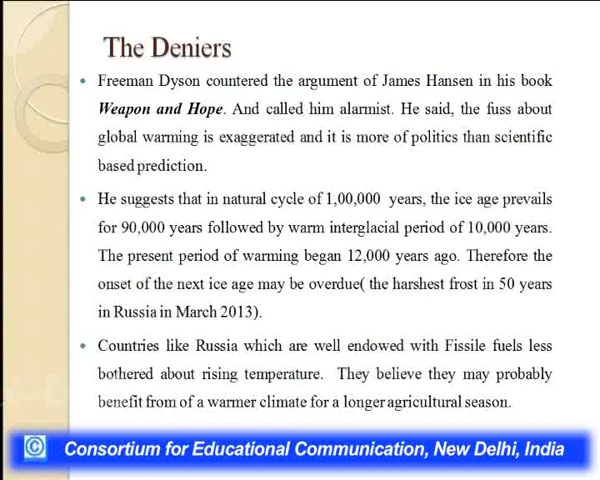 The Deniers
Freeman Dyson countered the argument of James Hansen in his book
Weapon and Hope. And called him alarmist. He said, the fuss about
global warming is exaggerated and it is more of politics than scientific
based prediction.
He suggests that in natural cycle of 1,00,000 years, the ice age prevails
for 90,000 years followed by warm interglacial period of 10,000 years.
The present period of warming began 12,000 years ago. Therefore the
onset of the next ice age may be overdue( the harshest frost in 50 years
in Russia in March 2013).
Countries like Russia which are well endowed with Fissile fuels less
bothered about rising temperature. They believe they may probably
benefit from of a warmer climate for a longer agricultural season.
© Consortium for Educational Communication, New Delhi, India